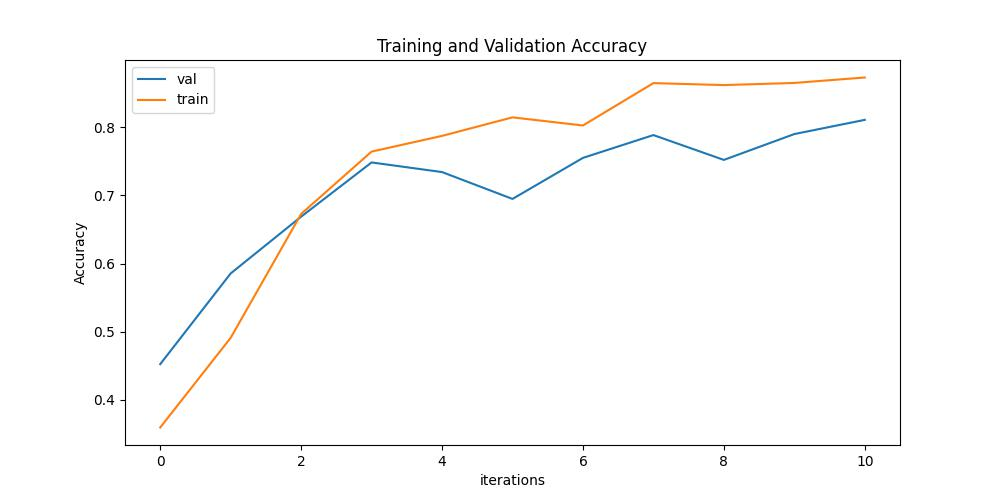 Training and Validation Accuracy
val
train
Accuracy
0.8
0.7
0.6
0.5
0.4
0 2 4 6 8 10
iterations